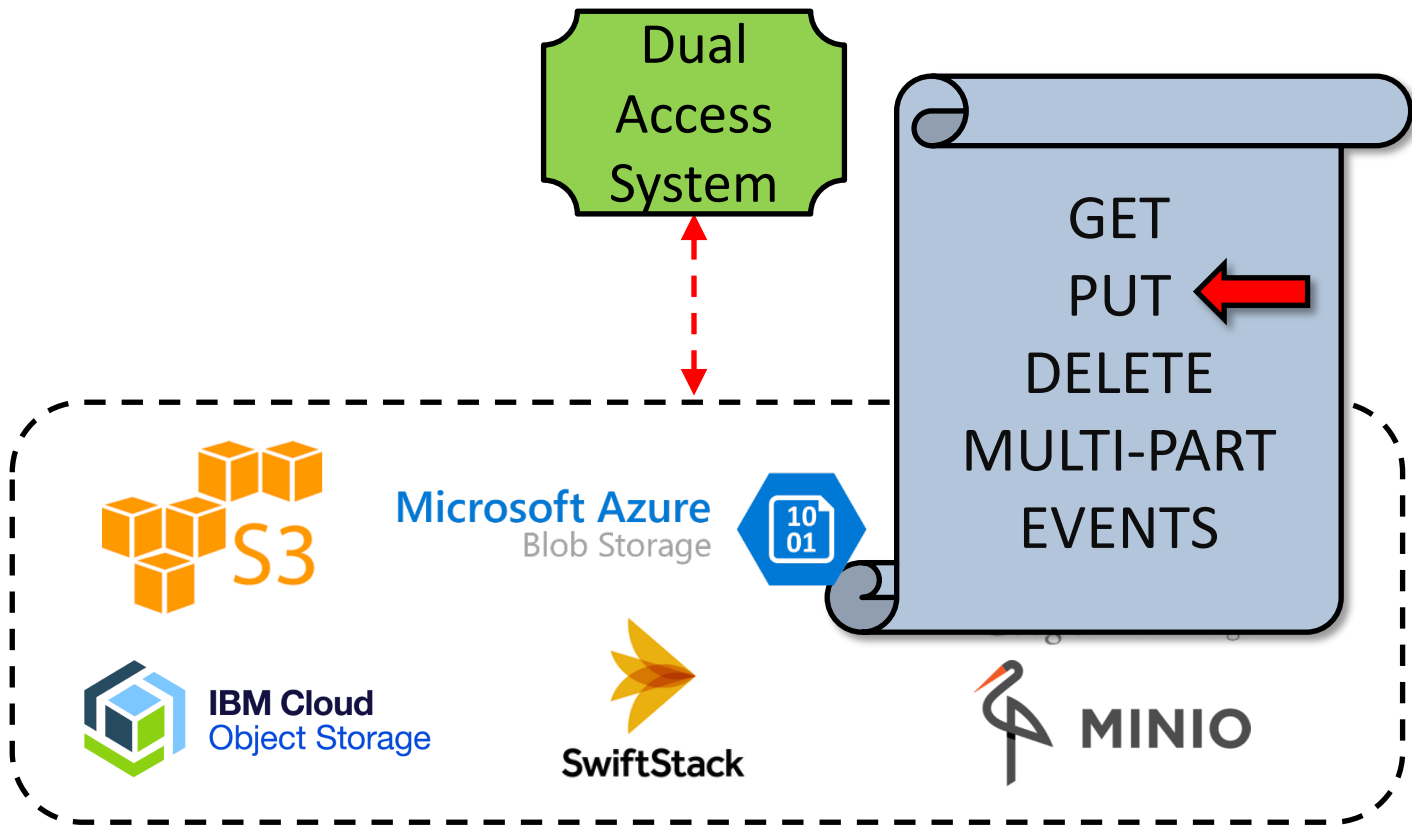 Dual
Access
System
GET
PUT
DELETE
MULTI-PART
EVENTS
S3
Microsoft Azure
Blob Storage
10
01
IBM Cloud
Object Storage
SwiftStack
MINIO